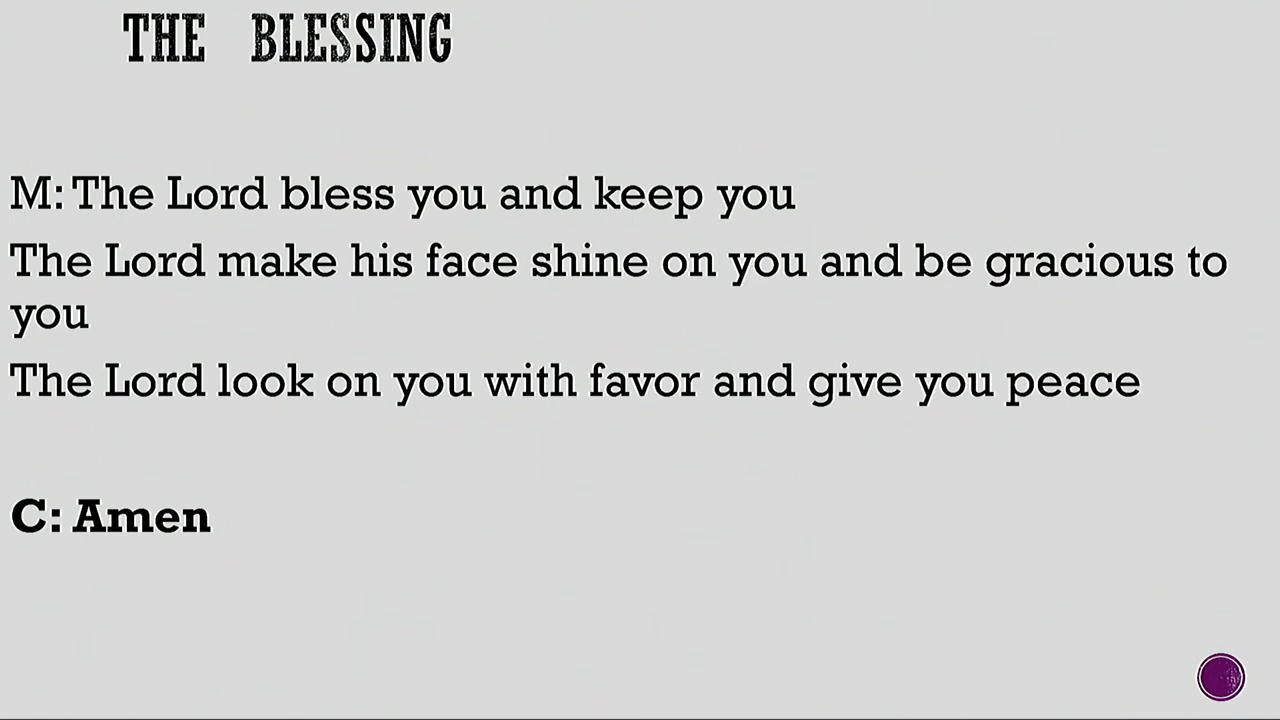 THE BLESSING
M: The Lord bless you and keep you
The Lord make his face shine on you and be gracious to
you
The Lord look on you with favor and give you peace
C: Amen